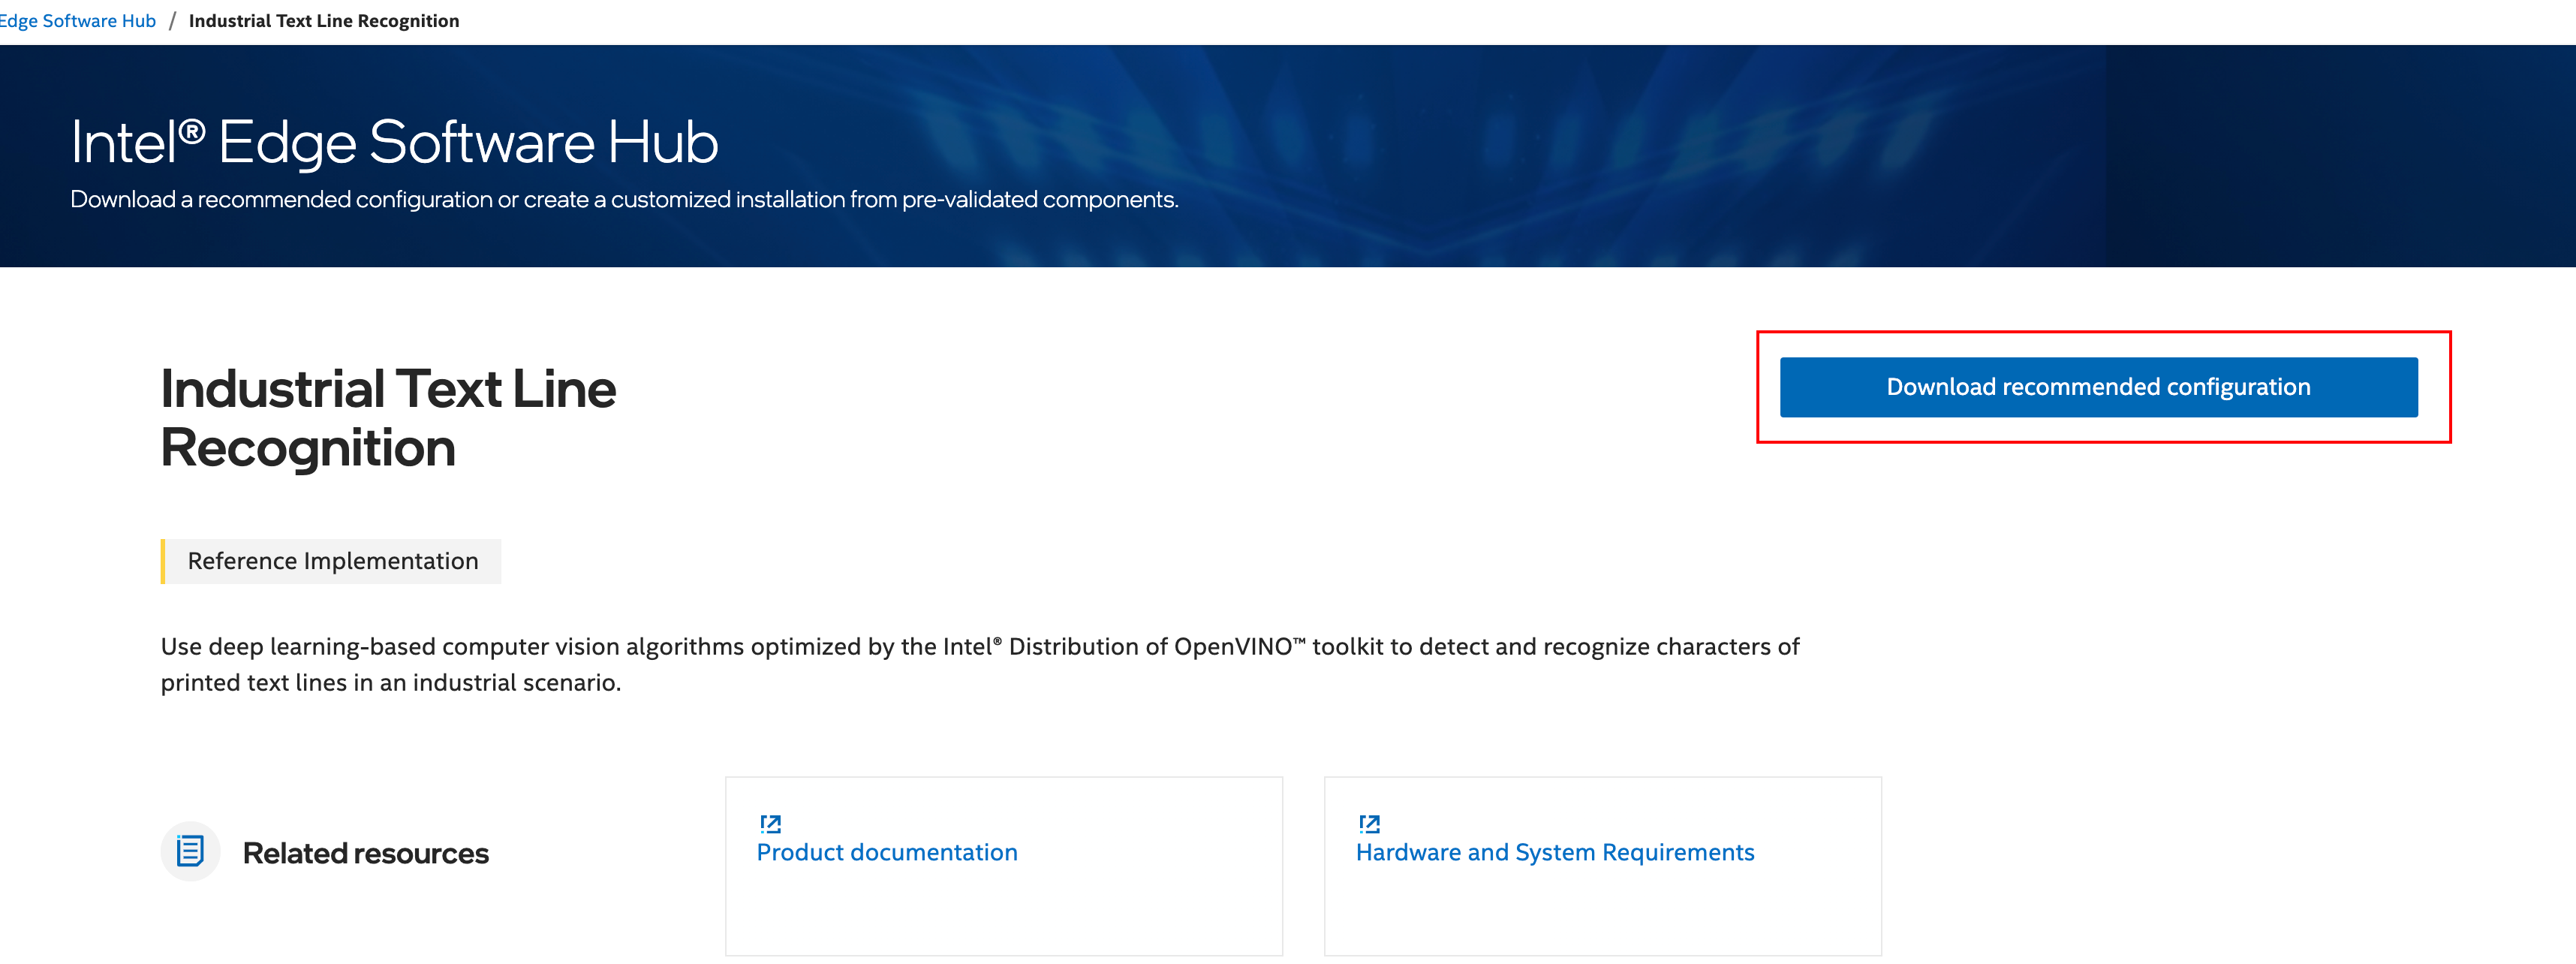 Edge Software Hub / Industrial Text Line Recognition
Intel® Edge Software Hub
Download a recommended configuration or create a customized installation from pre-validated components.
Industrial Text Line
Recognition
Download recommended configuration
Reference Implementation
Use deep learning-based computer vision algorithms optimized by the Intel® Distribution of OpenVINO™ toolkit to detect and recognize characters of
printed text lines in an industrial scenario.
Related resources
Product documentation
Hardware and System Requirements